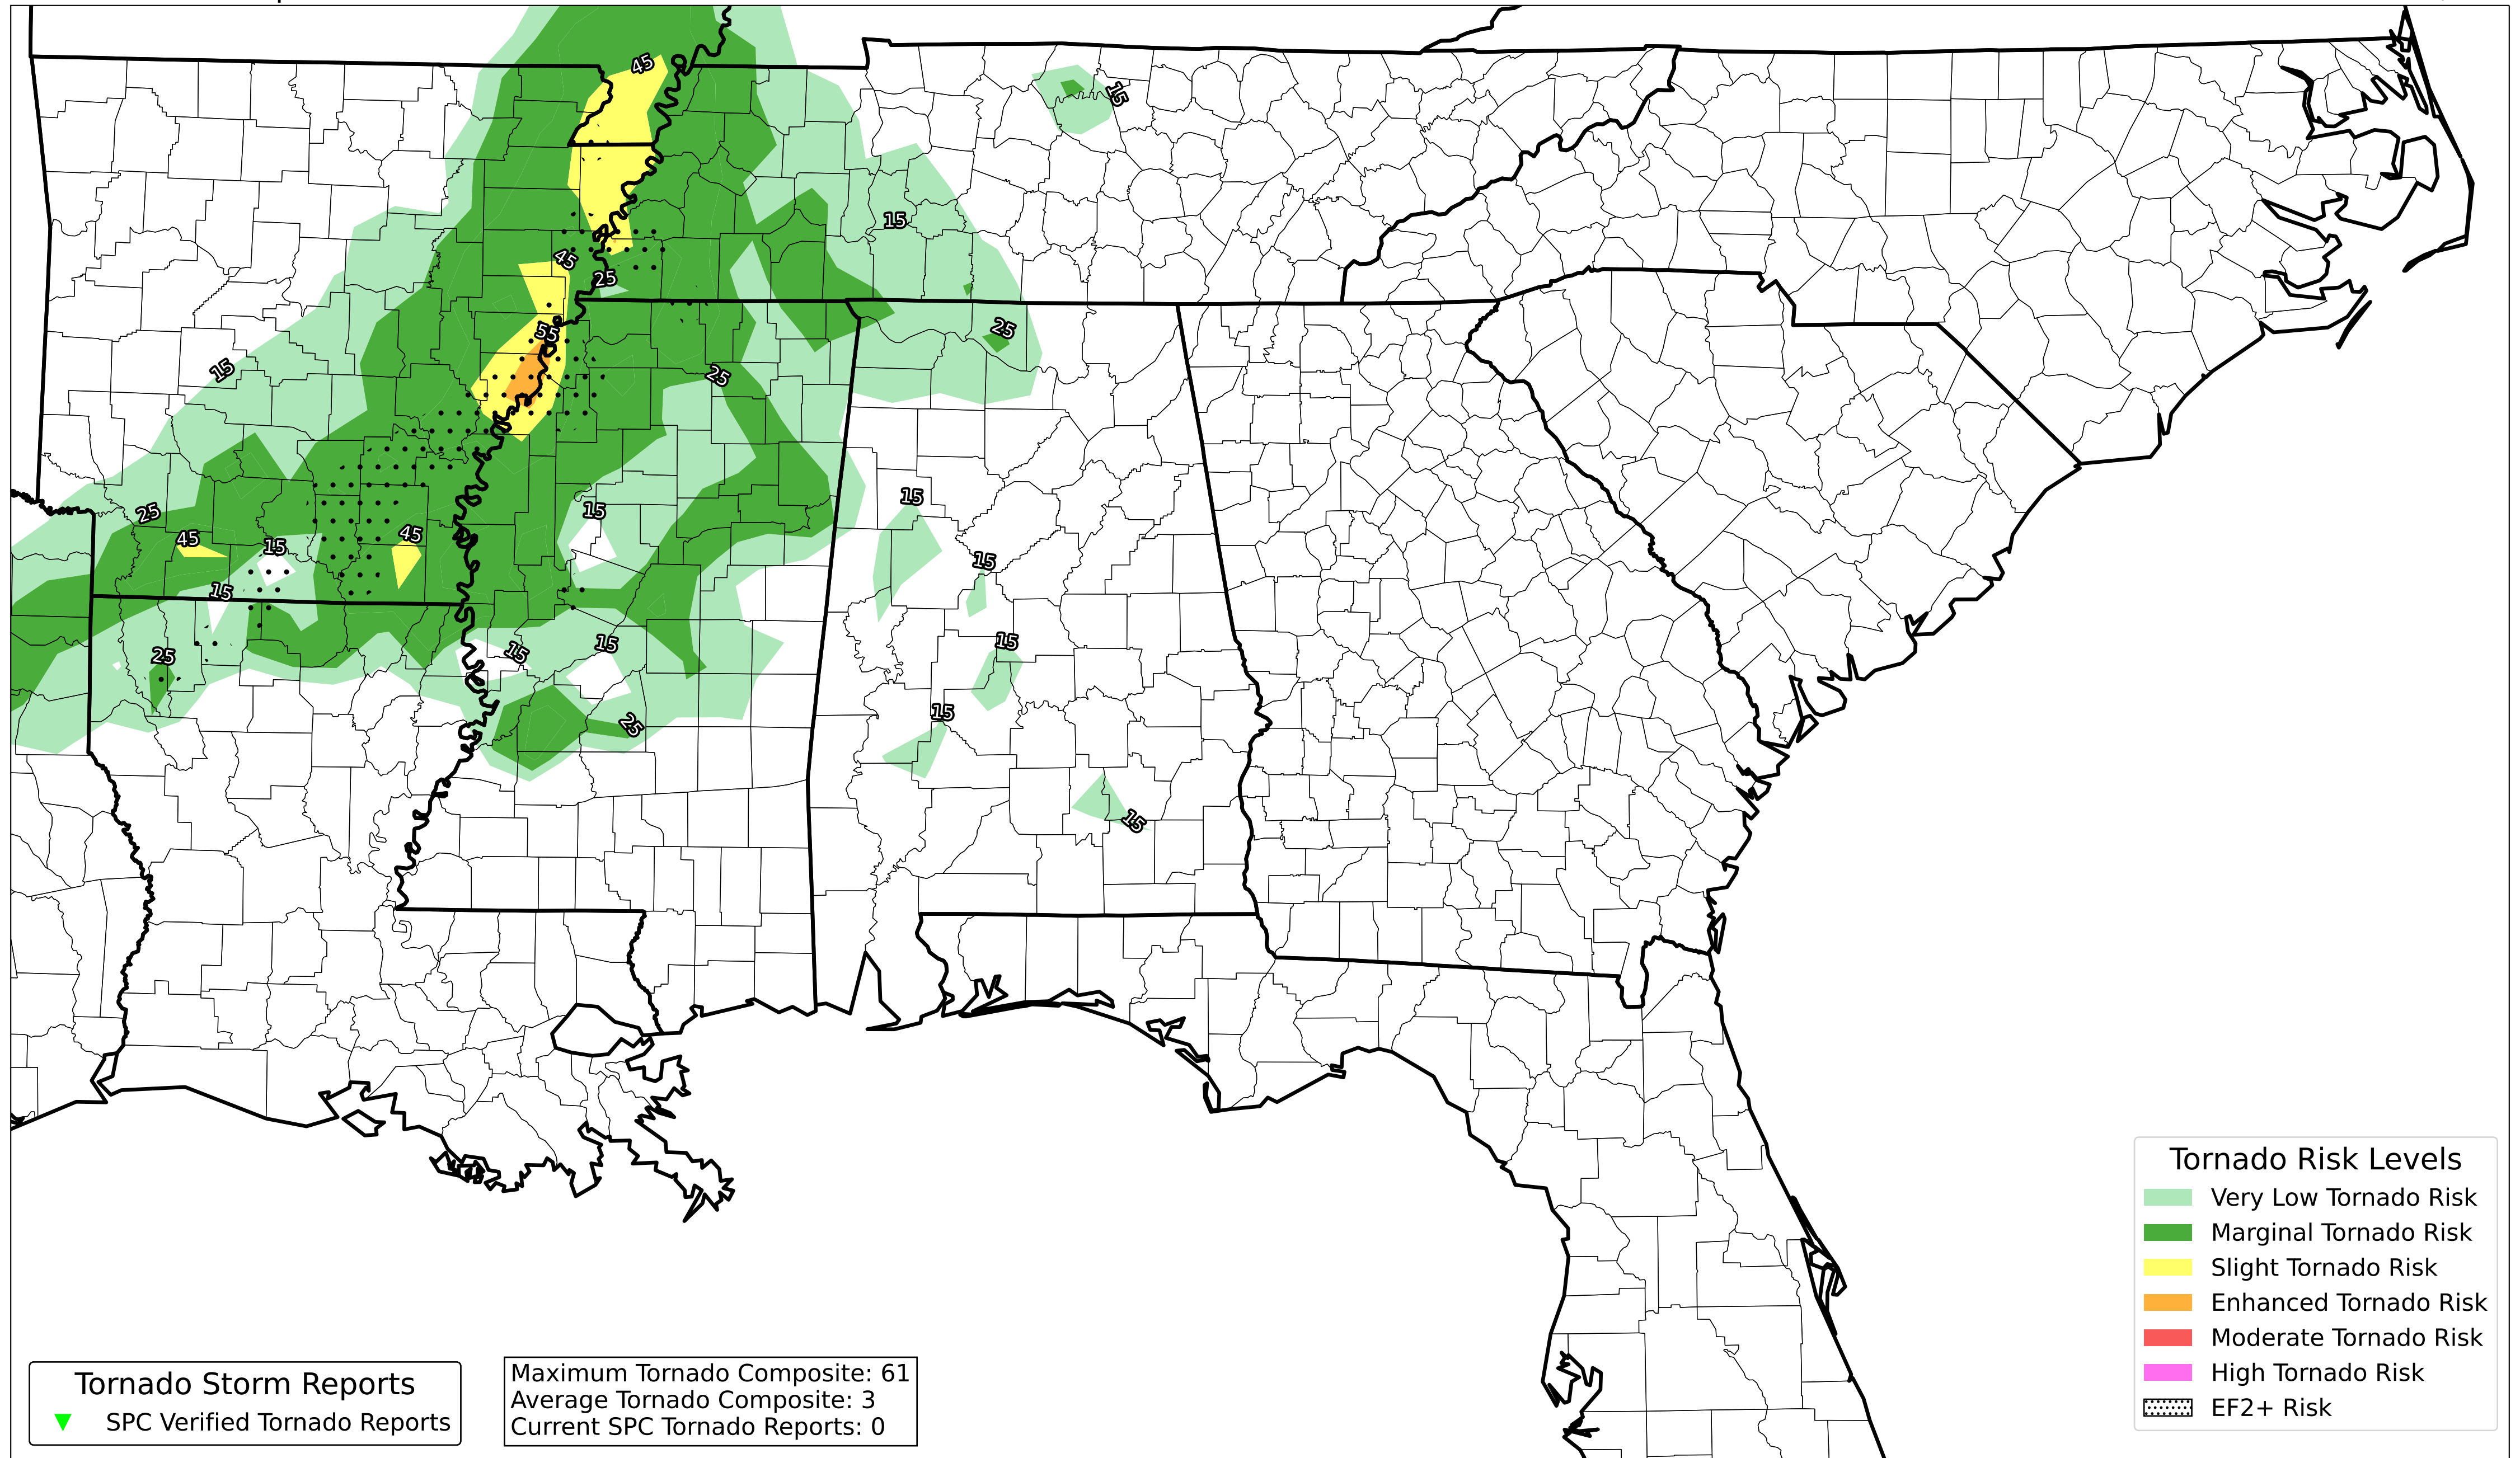 45
15
15
45
25
55
25
15
25
15
25
15
45
45
15
15
15
15
15
15
25
15
15
25
15
Tornado Risk Levels
Very Low Tornado Risk
Marginal Tornado Risk
Slight Tornado Risk
Enhanced Tornado Risk
Moderate Tornado Risk
High Tornado Risk
EF2+ Risk
Tornado Storm Reports
SPC Verified Tornado Reports
Maximum Tornado Composite: 61
Average Tornado Composite: 3
Current SPC Tornado Reports: 0